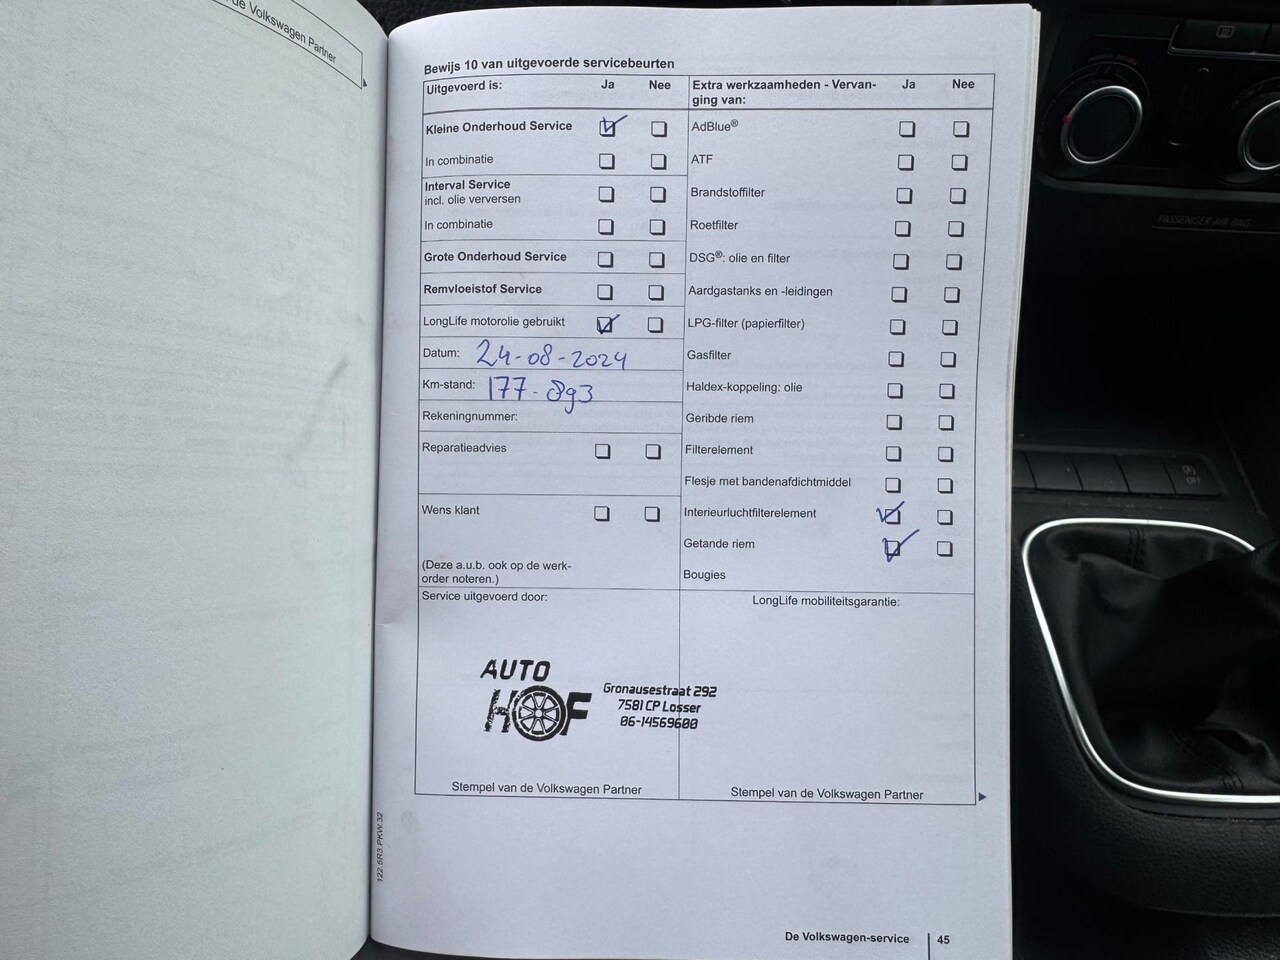 de Volkswagen Partner
Bewijs 10 van uitgevoerde servicebeurten
Uitgevoerd is: Ja Nee
Kleine Onderhoud Service
In combinatie
Interval Service
incl. olie verversen
In combinatie
Grote Onderhoud Service
Remvloeistof Service
LongLife motorolie gebruikt
Datum: 24-08-2024
Km-stand: 177-893
Rekeningnummer:
Reparatieadvies
Wens klant
(Deze a.u.b. ook op de werk-
order noteren.)
Extra werkzaamheden - Vervan- Ja Nee
ging van:
AdBlue®
ATF
Brandstoffilter
Roetfilter
DSG®: olie en filter
Aardgastanks en -leidingen
LPG-filter (papierfilter)
Gasfilter
Haldex-koppeling: olie
Geribde riem
Filterelement
Flesje met bandenafdichtmiddel
Interieurluchtfilterelement
Getande riem
Bougies
Service uitgevoerd door:
AUTO
HOF
Gronausestraat 292
7581 CP Losser
06-14569600
Stempel van de Volkswagen Partner
LongLife mobiliteitsgarantie:
Stempel van de Volkswagen Partner
122.5R3.PKW.32
De Volkswagen-service 45
PASSENGER AIR BAG